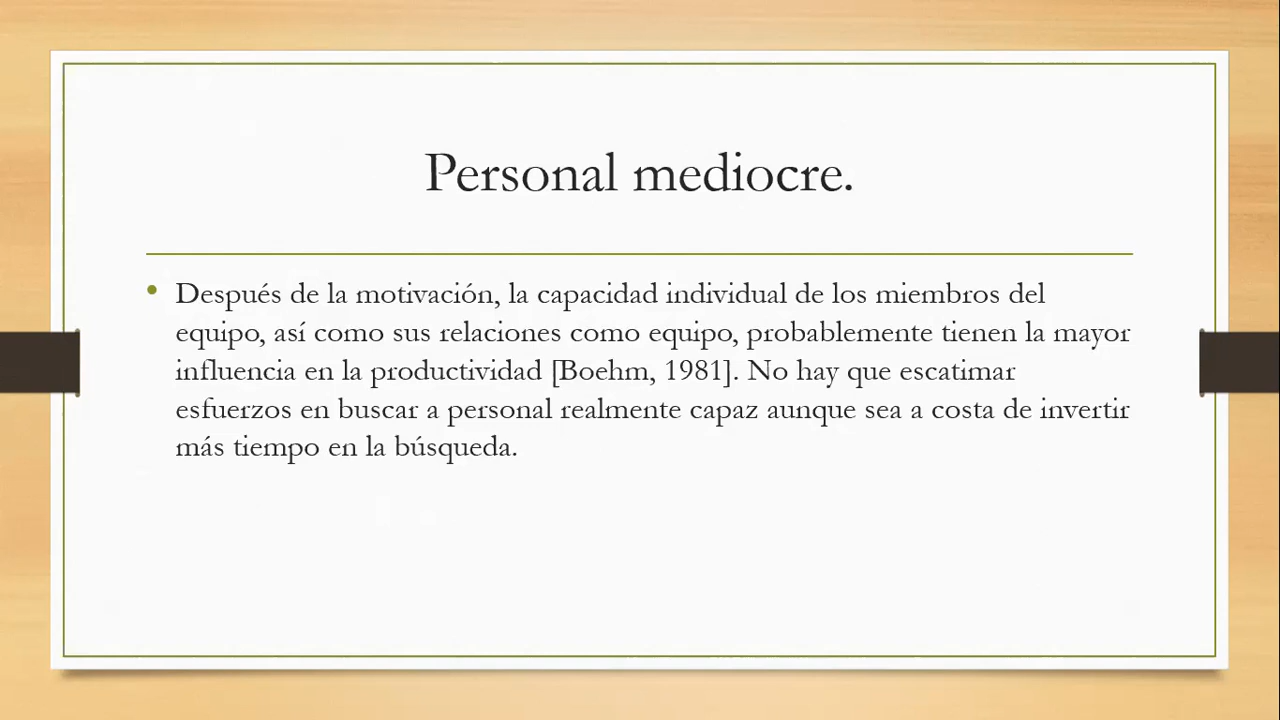 Personal mediocre.
• Después de la motivación, la capacidad individual de los miembros del
equipo, así como sus relaciones como equipo, probablemente tienen la mayor
influencia en la productividad [Boehm, 1981]. No hay que escatimar
esfuerzos en buscar a personal realmente capaz aunque sea a costa de invertir
más tiempo en la búsqueda.